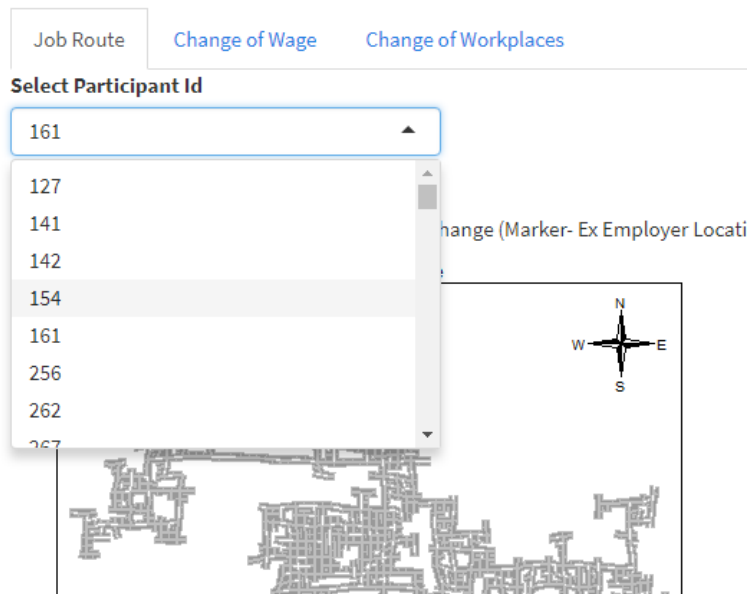 Job Route Change of Wage Change of Workplaces
Select Participant Id
161
127
141
142
154
161
256
262
267
hange (Marker- Ex Employer Locati
N
W E
S